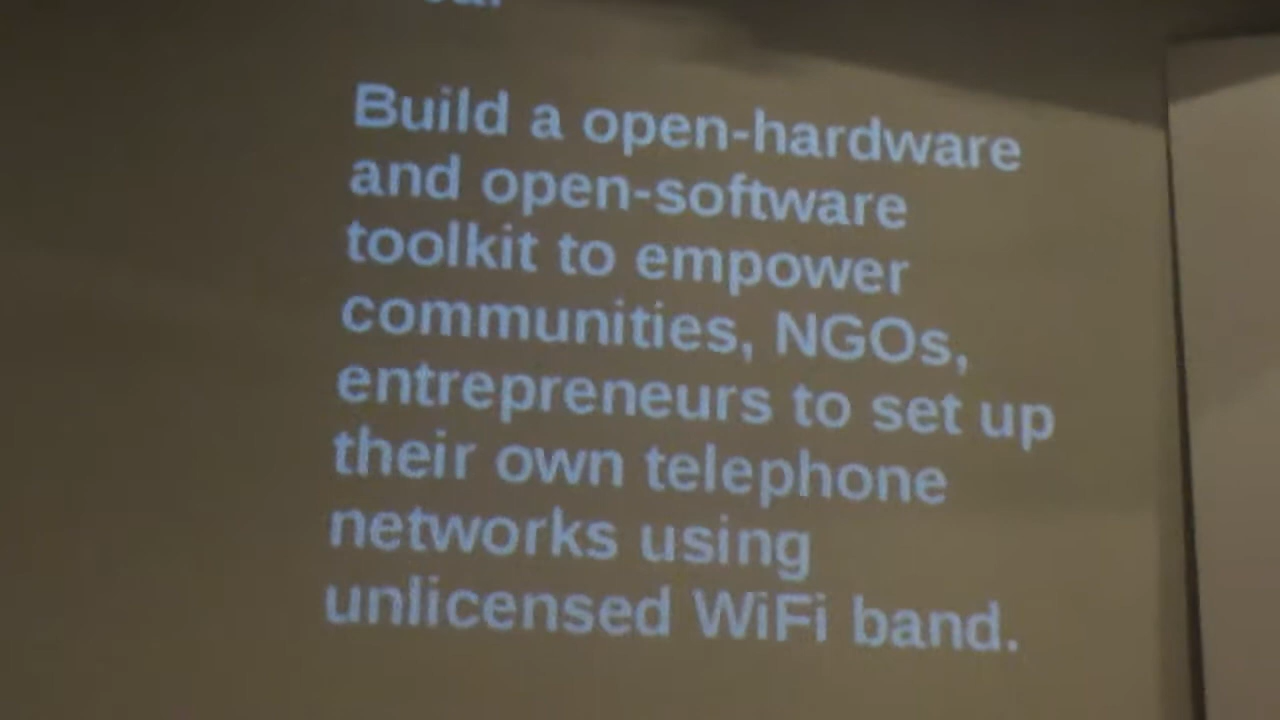 Build a open-hardware
and open-software
toolkit to empower
communities, NGOs,
entrepreneurs to set up
their own telephone
networks using
unlicensed WiFi band.